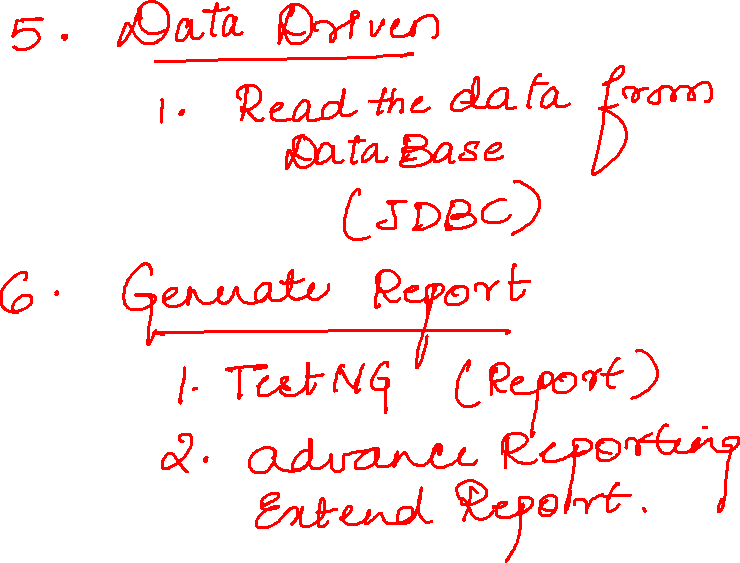 5. Data Driven
1. Read the data from
Data Base
(JDBC)
6. Generate Report
1. TestNG (Report)
2. advance Reporting
Extend Report.